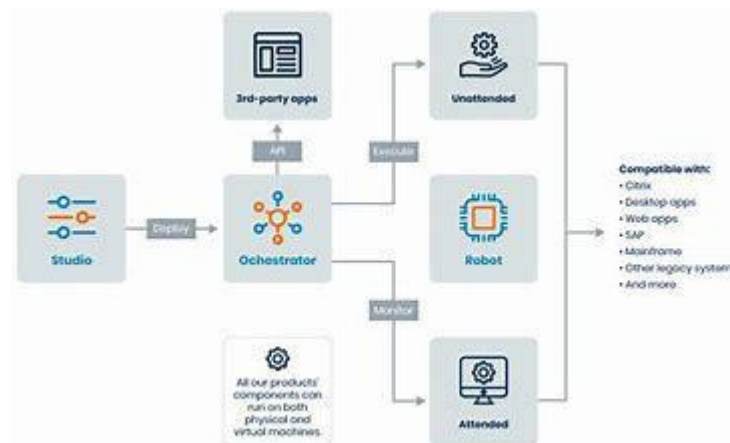 3rd-party apps
Unattended
API
Execute
Studio
Deploy
Ochestrator
Robot
Compatible with:
• Citrix
• Desktop apps
• Web apps
• SAP
• Mainframe
• Other legacy system
• And more
Monitor
All our products'
components can
run on both
physical and
virtual machines.
Attended